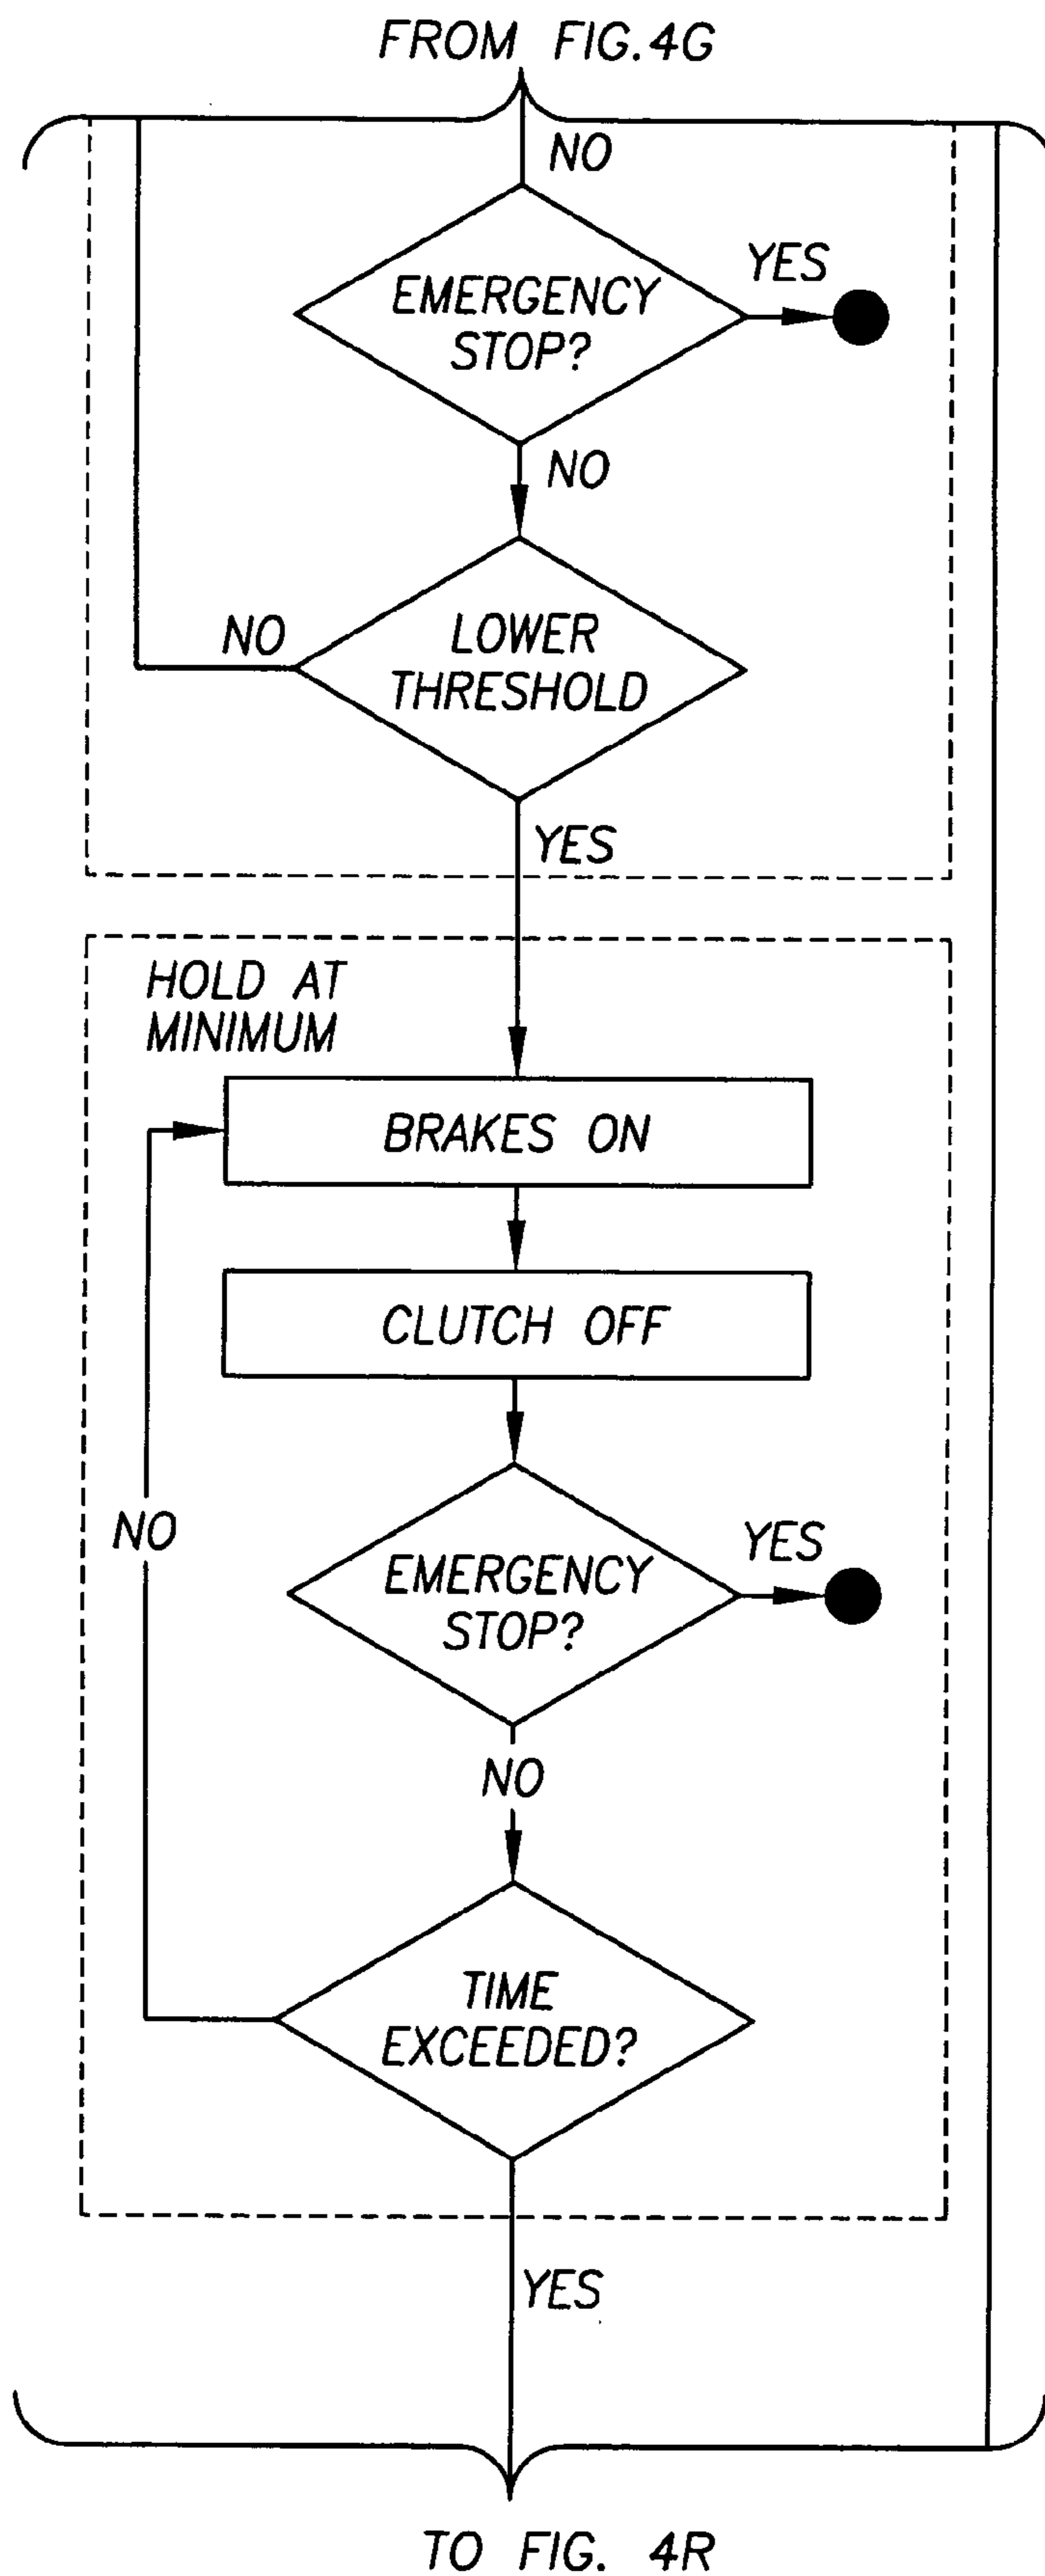 FROM FIG.4G
NO
EMERGENCY
STOP?
YES
NO
LOWER
THRESHOLD
NO
YES
HOLD AT
MINIMUM
BRAKES ON
CLUTCH OFF
NO
EMERGENCY
STOP?
YES
NO
TIME
EXCEEDED?
YES
TO FIG. 4R